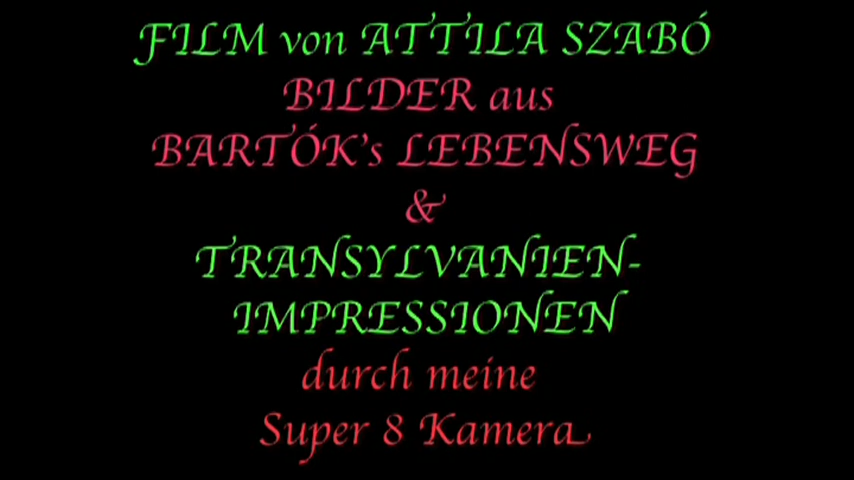 FILM von ATTILA SZABÓ
BILDER aus
BARTÓK's LEBENSWEG
&
TRANSYLVANIEN-
IMPRESSIONEN
durch meine
Super 8 Kamera